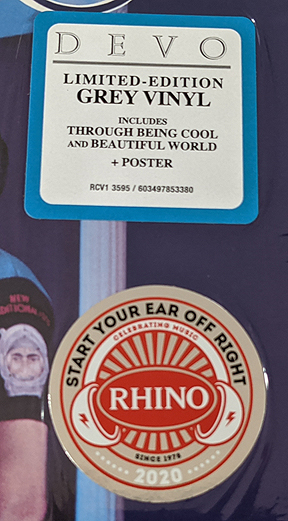 DEVO
LIMITED-EDITION
GREY VINYL
INCLUDES
THROUGH BEING COOL
AND BEAUTIFUL WORLD
+ POSTER
RCV1 3595 / 603497853380
NEW
TRADITIONALISTS
START YOUR EAR OFF RIGHT
CELEBRATING MUSIC
RHINO
SINCE 1978
2020